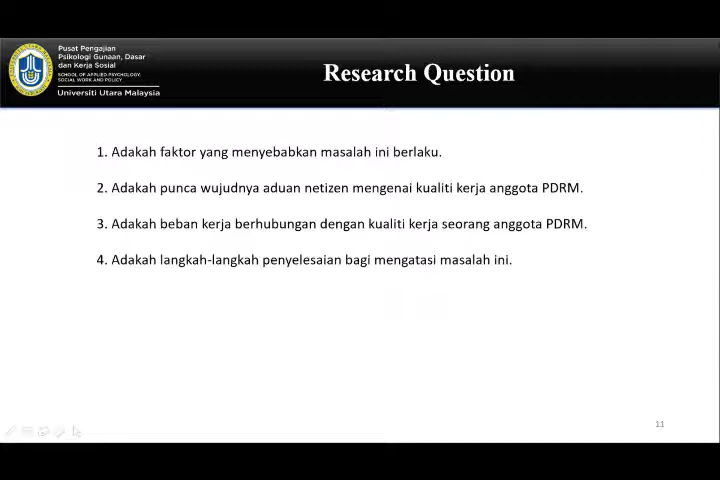 Pusat Pengajian
Psikologi Gunaan, Dasar
dan Kerja Sosial
SCHOOL OF APPLIED PSYCHOLOGY,
SOCIAL WORK AND POLICY
Universiti Utara Malaysia
Research Question
1. Adakah faktor yang menyebabkan masalah ini berlaku.
2. Adakah punca wujudnya aduan netizen mengenai kualiti kerja anggota PDRM.
3. Adakah beban kerja berhubungan dengan kualiti kerja seorang anggota PDRM.
4. Adakah langkah-langkah penyelesaian bagi mengatasi masalah ini.
11